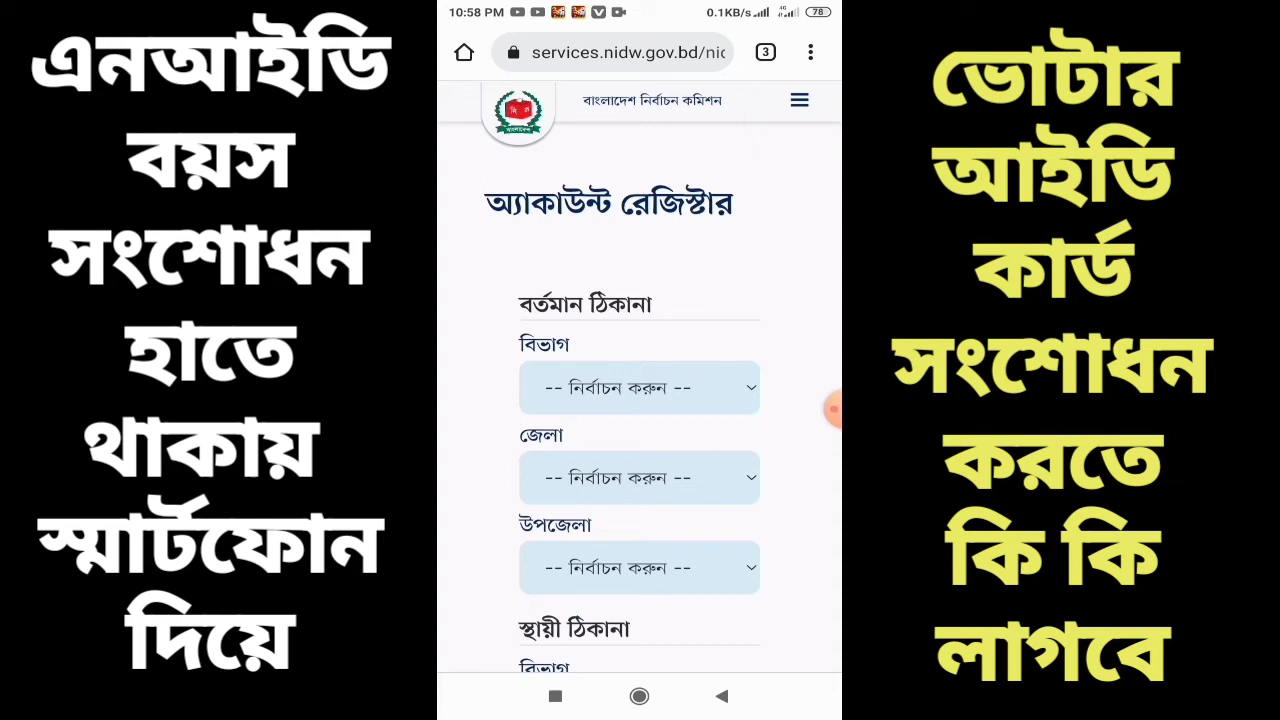 এনআইডি
বয়স
সংশোধন
হাতে
থাকায়
স্মার্টফোন
দিয়ে
10:58 PM
0.1KB/s
4G
78
services.nidw.gov.bd/nic
3
বাংলাদেশ নির্বাচন কমিশন
অ্যাকাউন্ট রেজিস্টার
বর্তমান ঠিকানা
বিভাগ
-- নির্বাচন করুন --
জেলা
-- নির্বাচন করুন --
উপজেলা
-- নির্বাচন করুন --
স্থায়ী ঠিকানা
বিভাগ
ভোটার
আইডি
কার্ড
সংশোধন
করতে
কি কি
লাগবে